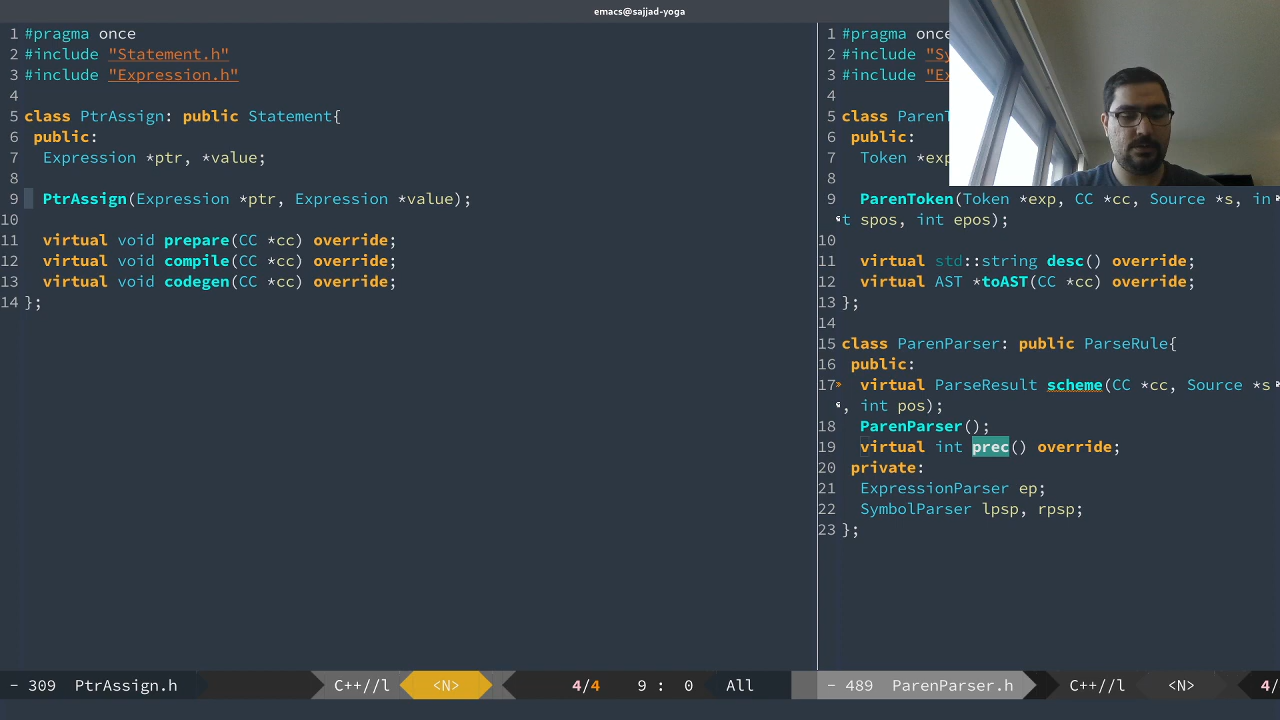 emacs@sajjad-yoga
1 #pragma once
2 #include "Statement.h"
3 #include "Expression.h"
4
5 class PtrAssign: public Statement{
6 public:
7 Expression *ptr, *value;
8
9 PtrAssign(Expression *ptr, Expression *value);
10
11 virtual void prepare(CC *cc) override;
12 virtual void compile(CC *cc) override;
13 virtual void codegen(CC *cc) override;
14 };
- 309 PtrAssign.h C++//l <N> 4/4 9 : 0 All
1 #pragma once
2 #include "Sy
3 #include "Ex
4
5 class ParenT
6 public:
7 Token *exp
8
9 ParenToken(Token *exp, CC *cc, Source *s, in
t spos, int epos);
10
11 virtual std::string desc() override;
12 virtual AST *toAST(CC *cc) override;
13 };
14
15 class ParenParser: public ParseRule{
16 public:
17 virtual ParseResult scheme(CC *cc, Source *s
, int pos);
18 ParenParser();
19 virtual int prec() override;
20 private:
21 ExpressionParser ep;
22 SymbolParser lpsp, rpsp;
23 };
- 489 ParenParser.h C++//l <N> 4/